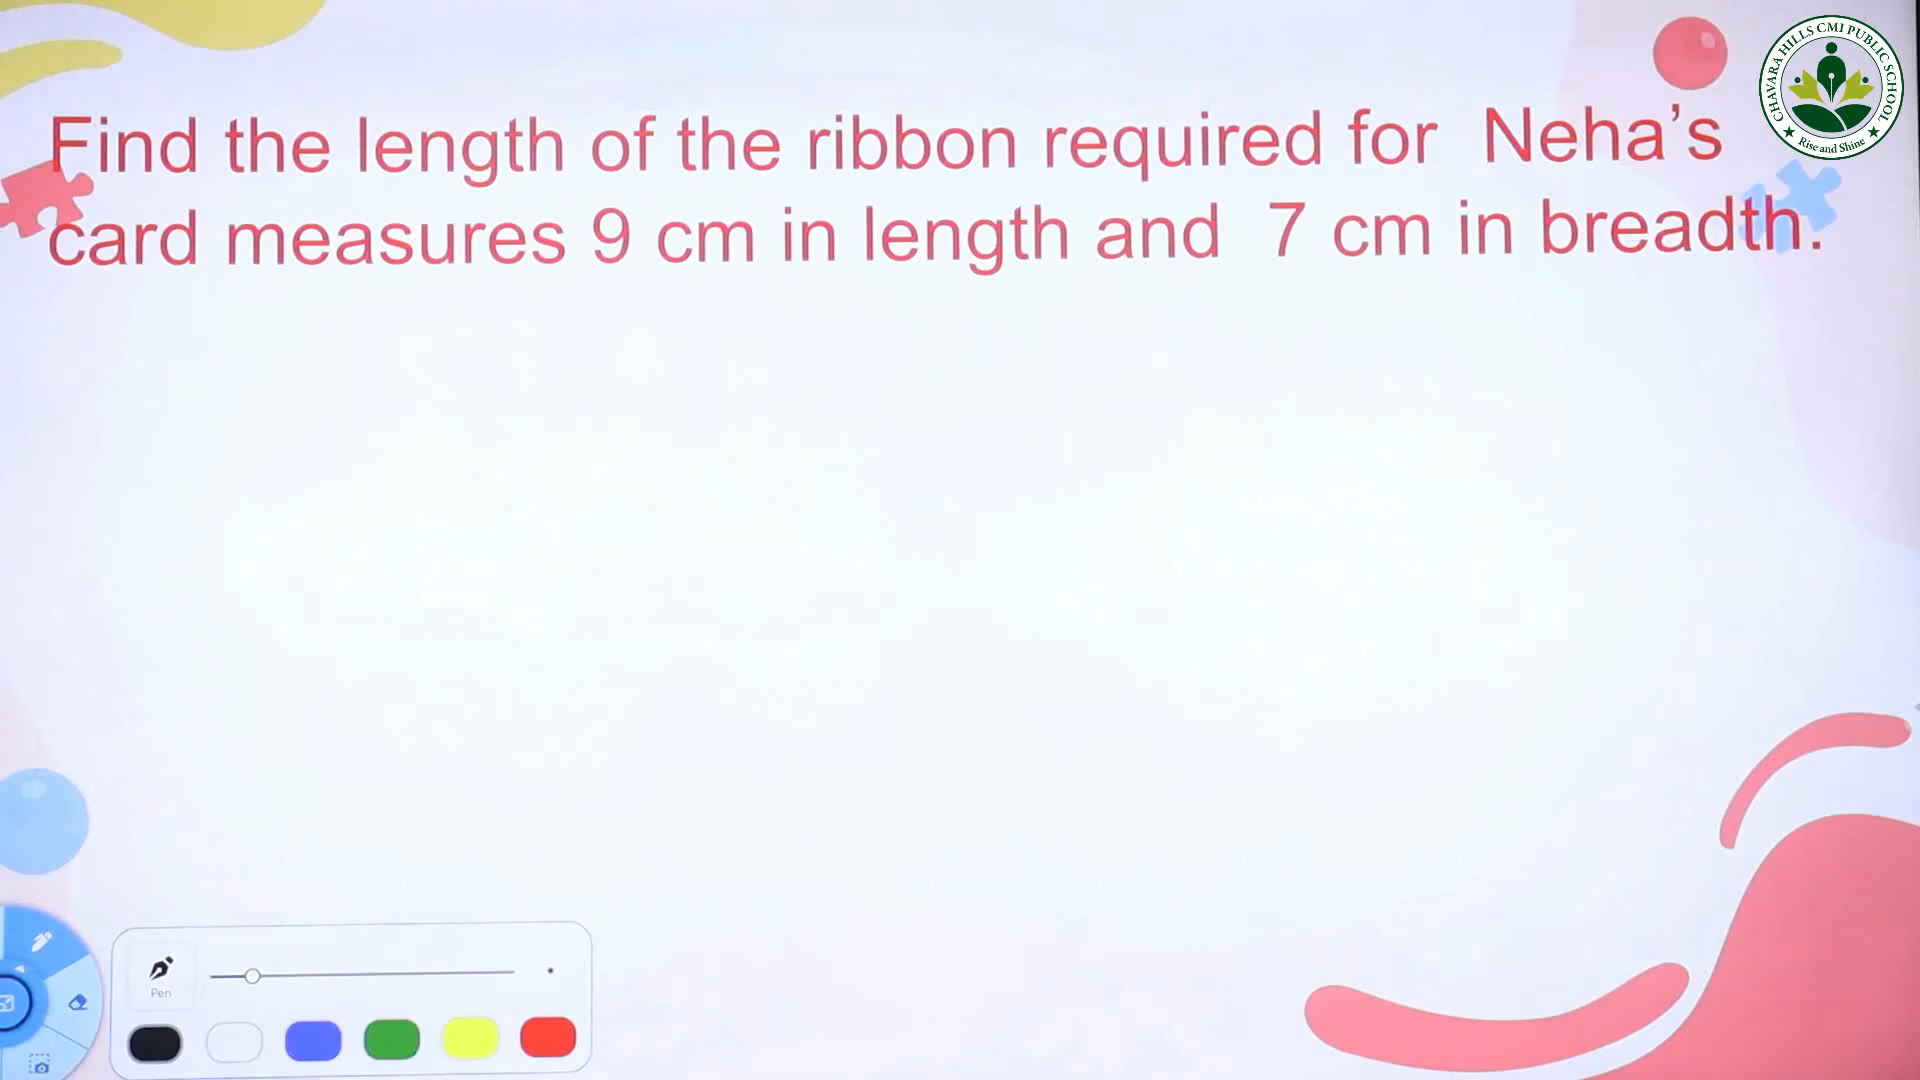 CHAVARA HILLS CMI PUBLIC SCHOOL
Rise and Shine
Find the length of the ribbon required for Neha's
card measures 9 cm in length and 7 cm in breadth.
Pen